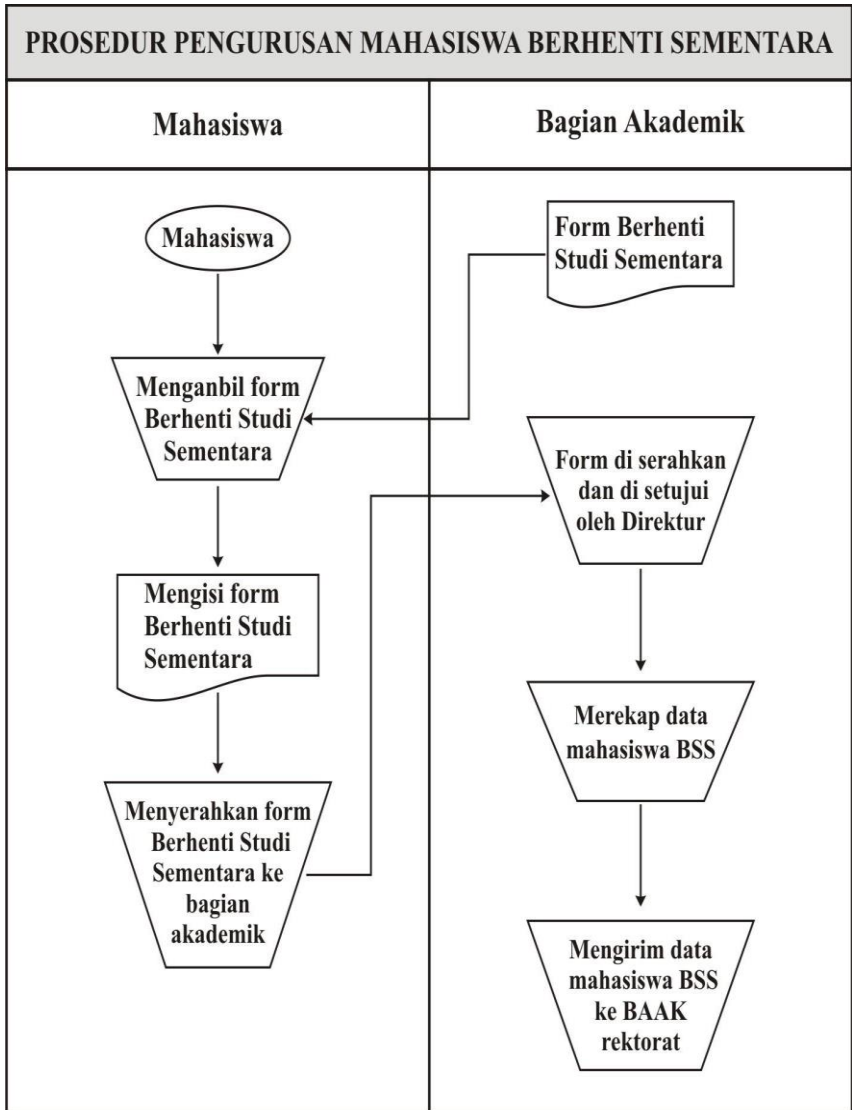 PROSEDUR PENGURUSAN MAHASISWA BERHENTI SEMENTARA
Mahasiswa
Bagian Akademik
Mahasiswa
Menganbil form
Berhenti Studi
Sementara
Mengisi form
Berhenti Studi
Sementara
Menyerahkan form
Berhenti Studi
Sementara ke
bagian
akademik
Form Berhenti
Studi Sementara
Form di serahkan
dan di setujui
oleh Direktur
Merekap data
mahasiswa BSS
Mengirim data
mahasiswa BSS
ke BAAK
rektorat